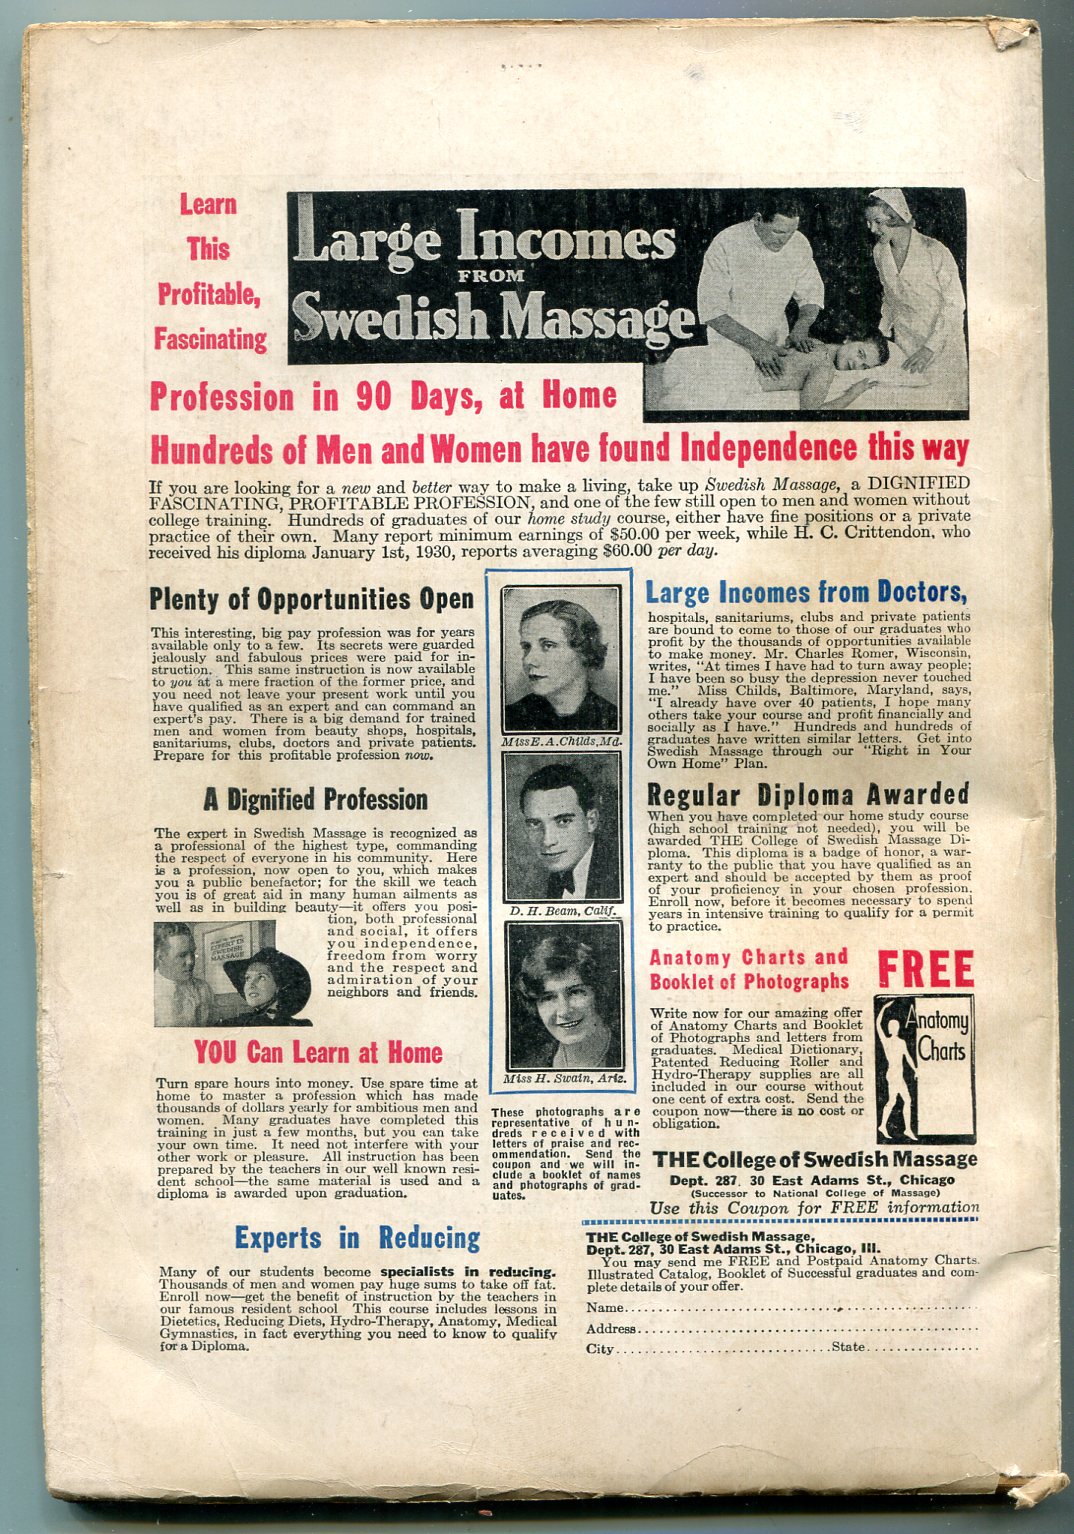 Learn
This
Profitable,
Fascinating
Large Incomes
FROM
Swedish Massage
Profession in 90 Days, at Home
Hundreds of Men and Women have found Independence this way
If you are looking for a new and better way to make a living, take up Swedish Massage, a DIGNIFIED
FASCINATING, PROFITABLE PROFESSION, and one of the few still open to men and women without
college training. Hundreds of graduates of our home study course, either have fine positions or a private
practice of their own. Many report minimum earnings of $50.00 per week, while H. C. Crittendon, who
received his diploma January 1st, 1930, reports averaging $60.00 per day.
Plenty of Opportunities Open
This interesting, big pay profession was for years
available only to a few. Its secrets were guarded
jealously and fabulous prices were paid for in-
struction. This same instruction is now available
to you at a mere fraction of the former price, and
you need not leave your present work until you
have qualified as an expert and can command an
expert's pay. There is a big demand for trained
men and women from beauty shops, hospitals,
sanitariums, clubs, doctors and private patients.
Prepare for this profitable profession now.
A Dignified Profession
The expert in Swedish Massage is recognized as
a professional of the highest type, commanding
the respect of everyone in his community. Here
is a profession, now open to you, which makes
you a public benefactor; for the skill we teach
you is of great aid in many human ailments as
well as in building beauty—it offers you posi-
tion, both professional
and social, it offers
you independence,
freedom from worry
and the respect and
admiration of your
neighbors and friends.
EXPERT IN
SWEDISH
MASSAGE
YOU Can Learn at Home
Turn spare hours into money. Use spare time at
home to master a profession which has made
thousands of dollars yearly for ambitious men and
women. Many graduates have completed this
training in just a few months, but you can take
your own time. It need not interfere with your
other work or pleasure. All instruction has been
prepared by the teachers in our well known resi-
dent school—the same material is used and a
diploma is awarded upon graduation.
Experts in Reducing
Many of our students become specialists in reducing.
Thousands of men and women pay huge sums to take off fat.
Enroll now—get the benefit of instruction by the teachers in
our famous resident school This course includes lessons in
Dietetics, Reducing Diets, Hydro-Therapy, Anatomy, Medical
Gymnastics, in fact everything you need to know to qualify
for a Diploma.
Miss E. A. Childs, Md.
D. H. Beam, Calif.
Miss H. Swain, Ariz.
These photographs are
representative of hun-
dreds received with
letters of praise and rec-
ommendation. Send the
coupon and we will in-
clude a booklet of names
and photographs of grad-
uates.
Large Incomes from Doctors,
hospitals, sanitariums, clubs and private patients
are bound to come to those of our graduates who
profit by the thousands of opportunities available
to make money. Mr. Charles Romer, Wisconsin,
writes, "At times I have had to turn away people;
I have been so busy the depression never touched
me." Miss Childs, Baltimore, Maryland, says,
"I already have over 40 patients, I hope many
others take your course and profit financially and
socially as I have." Hundreds and hundreds of
graduates have written similar letters. Get into
Swedish Massage through our "Right in Your
Own Home" Plan.
Regular Diploma Awarded
When you have completed our home study course
(high school training not needed), you will be
awarded THE College of Swedish Massage Di-
ploma. This diploma is a badge of honor, a war-
ranty to the public that you have qualified as an
expert and should be accepted by them as proof
of your proficiency in your chosen profession.
Enroll now, before it becomes necessary to spend
years in intensive training to qualify for a permit
to practice.
Anatomy Charts and
Booklet of Photographs
FREE
Write now for our amazing offer
of Anatomy Charts and Booklet
of Photographs and letters from
graduates. Medical Dictionary,
Patented Reducing Roller and
Hydro-Therapy supplies are all
included in our course without
one cent of extra cost. Send the
coupon now—there is no cost or
obligation.
Anatomy
Charts
THE College of Swedish Massage
Dept. 287, 30 East Adams St., Chicago
(Successor to National College of Massage)
Use this Coupon for FREE information
THE College of Swedish Massage,
Dept. 287, 30 East Adams St., Chicago, Ill.
You may send me FREE and Postpaid Anatomy Charts.
Illustrated Catalog, Booklet of Successful graduates and com-
plete details of your offer.
Name
Address
City State